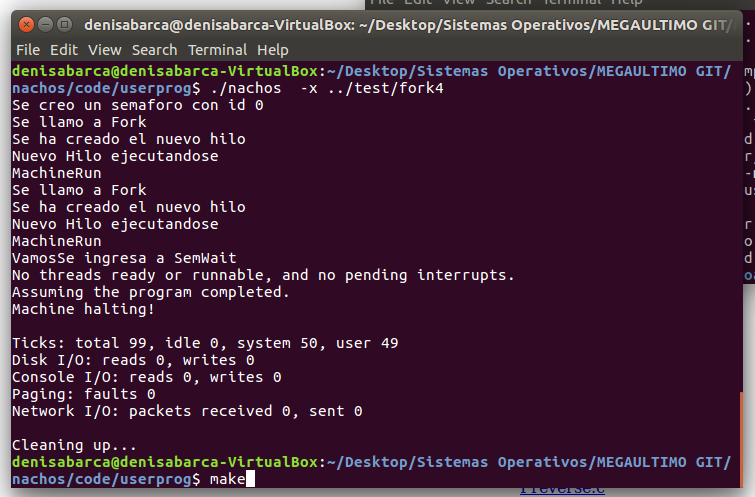 File Edit View Search Terminal Help
denisabarca@denisabarca-VirtualBox: ~/Desktop/Sistemas Operativos/MEGAULTIMO GIT/
File Edit View Search Terminal Help
denisabarca@denisabarca-VirtualBox:~/Desktop/Sistemas Operativos/MEGAULTIMO GIT/
nachos/code/userprog$ ./nachos  -x ../test/fork4
Se creo un semaforo con id 0
Se llamo a Fork
Se ha creado el nuevo hilo
Nuevo Hilo ejecutandose
MachineRun
Se llamo a Fork
Se ha creado el nuevo hilo
Nuevo Hilo ejecutandose
MachineRun
VamosSe ingresa a SemWait
No threads ready or runnable, and no pending interrupts.
Assuming the program completed.
Machine halting!

Ticks: total 99, idle 0, system 50, user 49
Disk I/O: reads 0, writes 0
Console I/O: reads 0, writes 0
Paging: faults 0
Network I/O: packets received 0, sent 0

Cleaning up...
denisabarca@denisabarca-VirtualBox:~/Desktop/Sistemas Operativos/MEGAULTIMO GIT/
nachos/code/userprog$ make